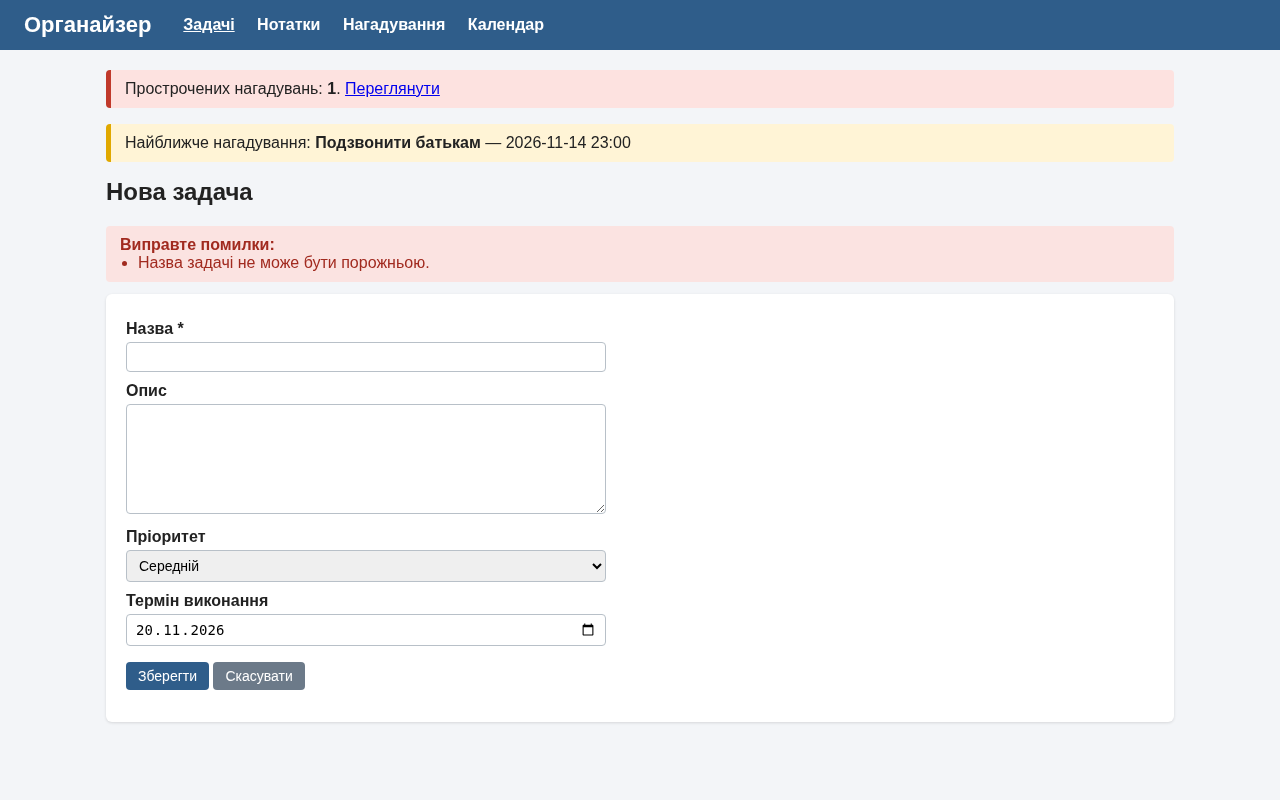 Органайзер Задачі Нотатки Нагадування Календар
Прострочених нагадувань: 1. Переглянути
Найближче нагадування: Подзвонити батькам — 2026-11-14 23:00
Нова задача
Виправте помилки:
• Назва задачі не може бути порожньою.
Назва *
Опис
Пріоритет
Середній
Термін виконання
20.11.2026
Зберегти Скасувати